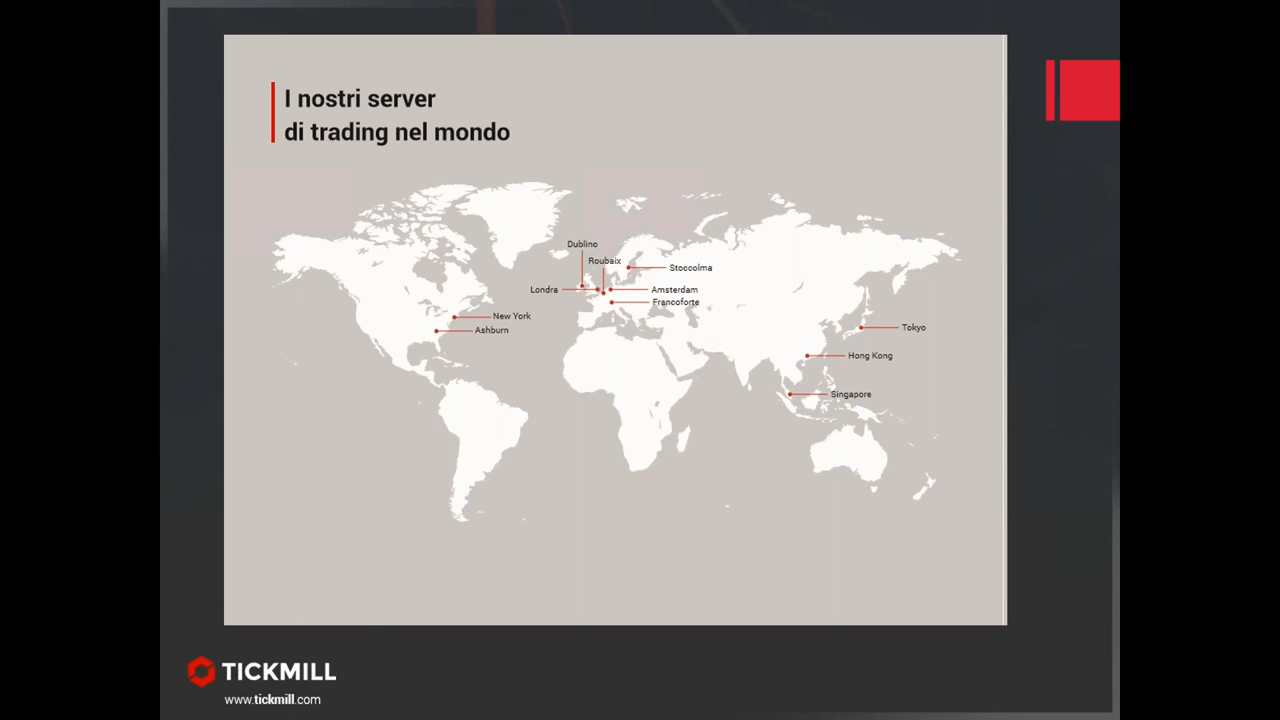 I nostri server
di trading nel mondo
Dublino
Roubaix
Stoccolma
Londra
Amsterdam
Francoforte
New York
Ashburn
Tokyo
Hong Kong
Singapore
TICKMILL
www.tickmill.com